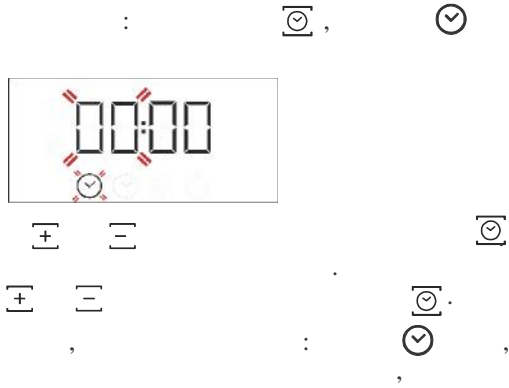 : ,
00:00
+ −
.
+ − .
, : ,
,